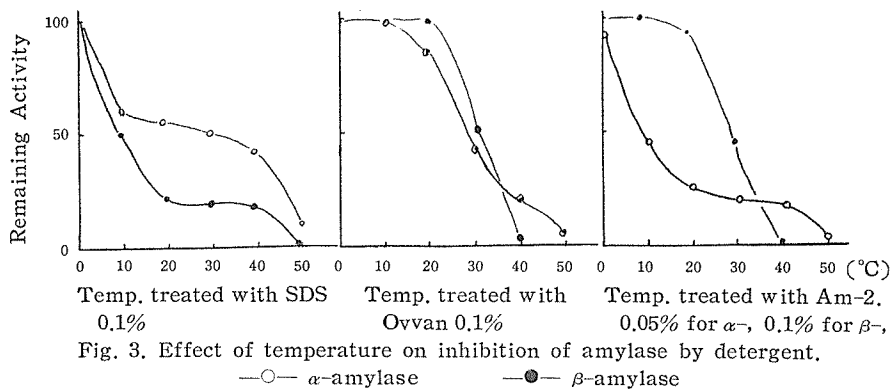 Remaining Activity
100
50
0
0 10 20 30 40 50
0 10 20 30 40 50
0 10 20 30 40 50 (°C)
Temp. treated with SDS
0.1%
Temp. treated with
Ovvan 0.1%
Temp. treated with Am-2.
0.05% for α-, 0.1% for β-,
Fig. 3. Effect of temperature on inhibition of amylase by detergent.
α-amylase β-amylase